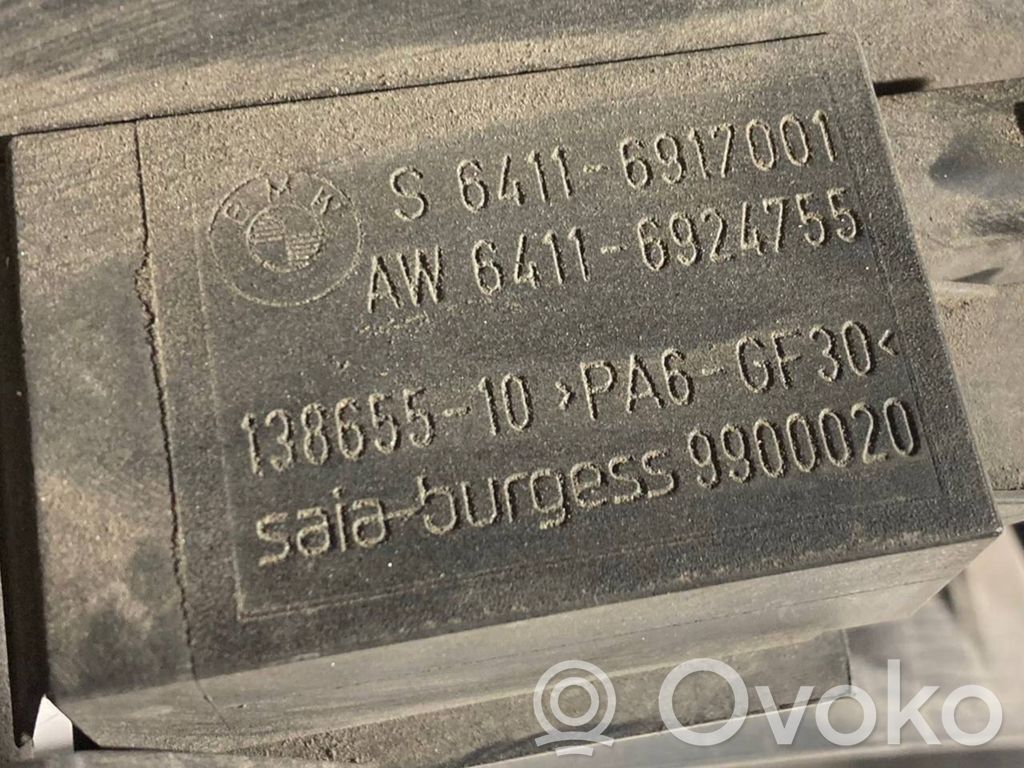 BMW
S 6411-6917001
AW 6411-6924755
138655-10 >PA6-GF30<
saia-burgess 9900020
Ovoko